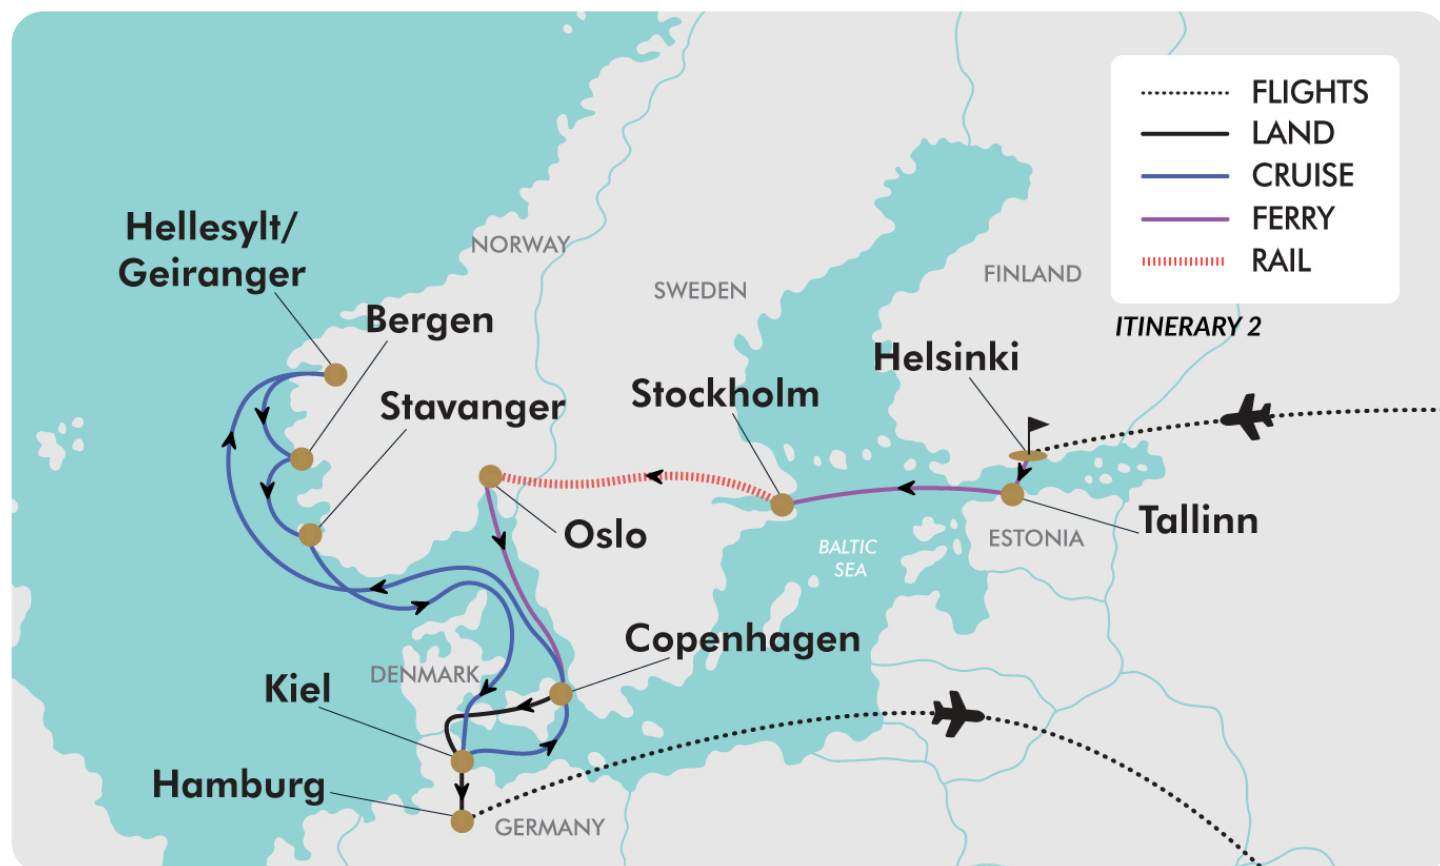 FLIGHTS
LAND
CRUISE
FERRY
RAIL
ITINERARY 2
Hellesylt/
Geiranger
NORWAY
SWEDEN
FINLAND
Bergen
Helsinki
Stavanger
Stockholm
Oslo
Tallinn
ESTONIA
BALTIC
SEA
Copenhagen
DENMARK
Kiel
Hamburg
GERMANY